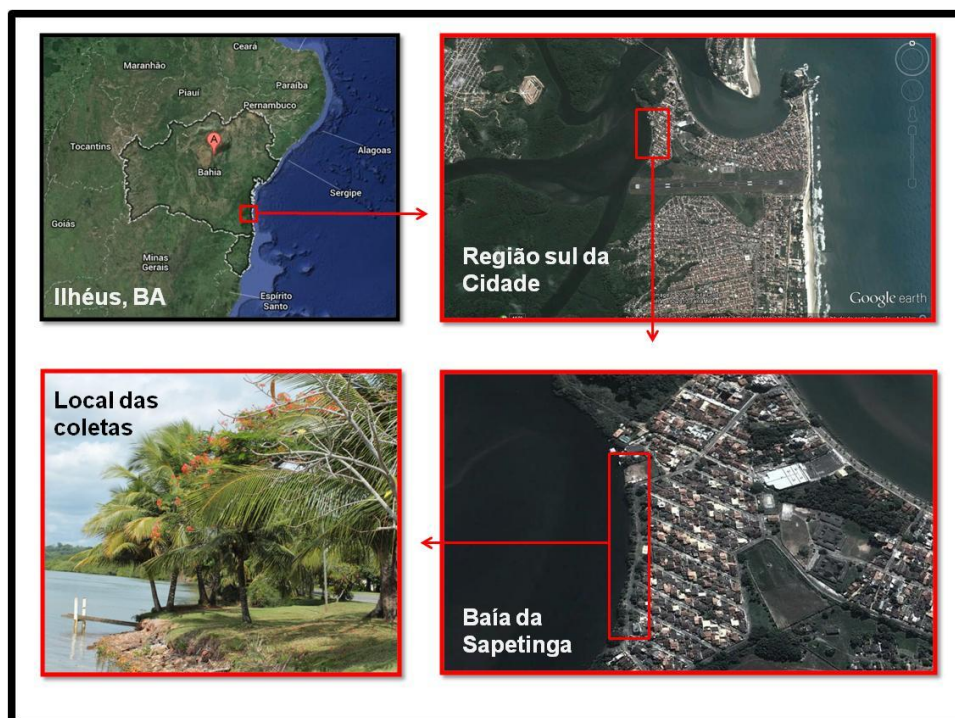 Ceará
Maranhão
Paraíba
Piauí
Pernambuco
Tocantins
A
Bahia
Alagoas
Sergipe
Goiás
Minas
Gerais
Espírito
Santo
Ilhéus, BA
Região sul da
Cidade
Google earth
Local das
coletas
Baía da
Sapetinga